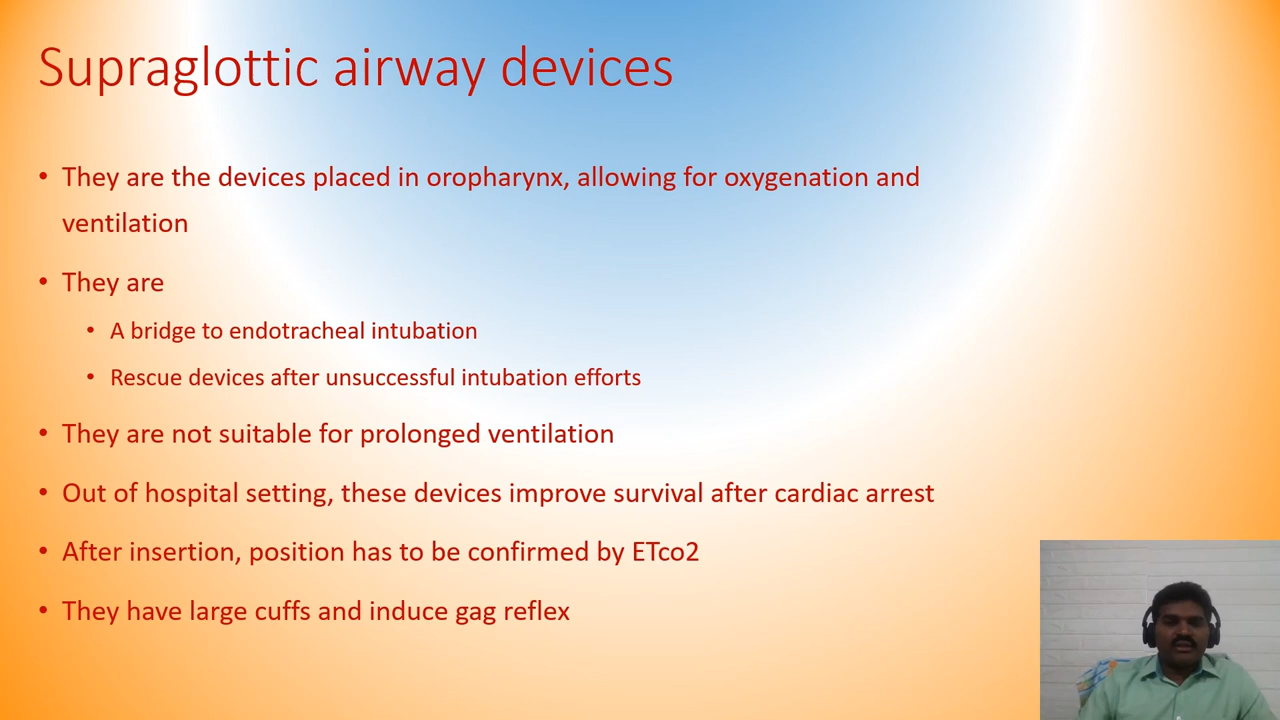 Supraglottic airway devices
• They are the devices placed in oropharynx, allowing for oxygenation and
ventilation
• They are
• A bridge to endotracheal intubation
• Rescue devices after unsuccessful intubation efforts
• They are not suitable for prolonged ventilation
• Out of hospital setting, these devices improve survival after cardiac arrest
• After insertion, position has to be confirmed by ETco2
• They have large cuffs and induce gag reflex